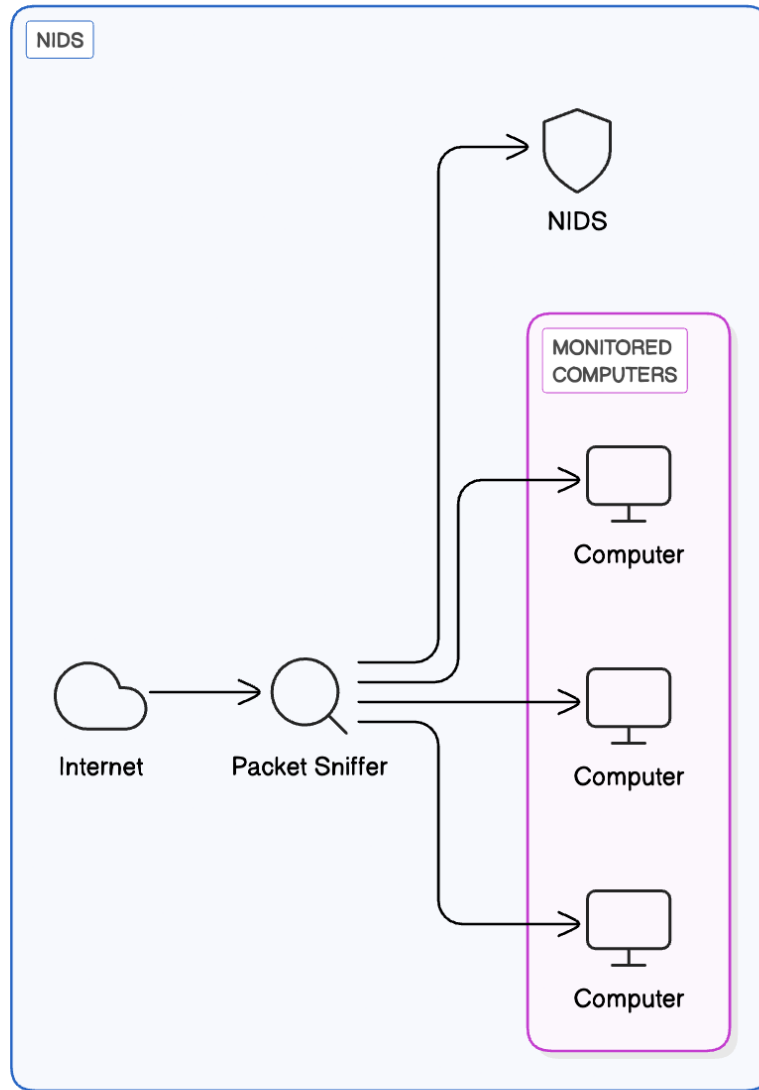 NIDS
NIDS
MONITORED
COMPUTERS
Computer
Internet
Packet Sniffer
Computer
Computer